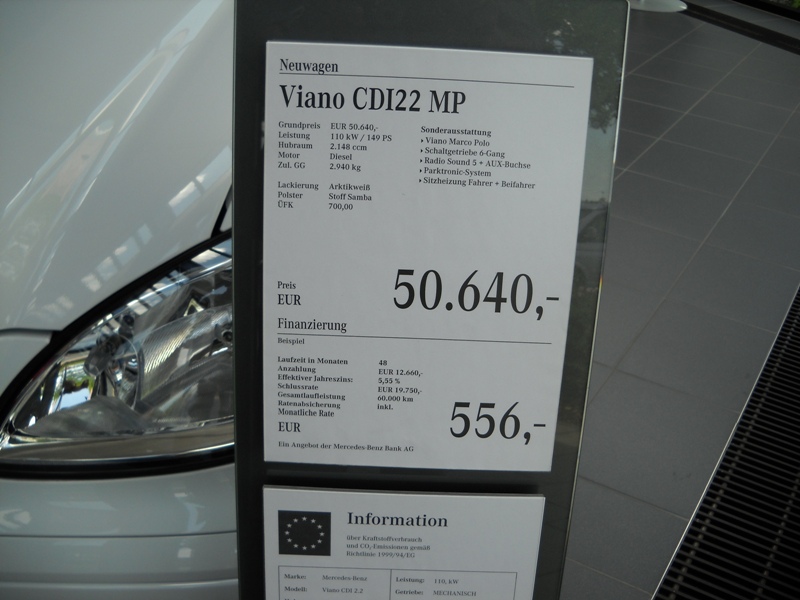 Neuwagen
Viano CDI22 MP
Grundpreis EUR 50.640,-
Leistung 110 kW / 149 PS
Hubraum 2.148 ccm
Motor Diesel
Zul. GG 2.940 kg
Lackierung Arktikweiß
Polster Stoff Samba
ÜFK 700,00
Sonderausstattung
Viano Marco Polo
Schaltgetriebe 6-Gang
Radio Sound 5 + AUX-Buchse
Parktronic-System
Sitzheizung Fahrer + Beifahrer
Preis
EUR 50.640,-
Finanzierung
Beispiel
Laufzeit in Monaten 48
Anzahlung EUR 12.660,-
Effektiver Jahreszins: 5,55 %
Schlussrate EUR 19.750,-
Gesamtlaufleistung 60.000 km
Ratenabsicherung inkl.
Monatliche Rate
EUR 556,-
Ein Angebot der Mercedes-Benz Bank AG
Information
über Kraftstoffverbrauch
und CO₂-Emissionen gemäß
Richtlinie 1999/94/EG
Marke: Mercedes-Benz Leistung: 110, KW
Modell: Viano CDI 2.2 Getriebe: MECHANISCH